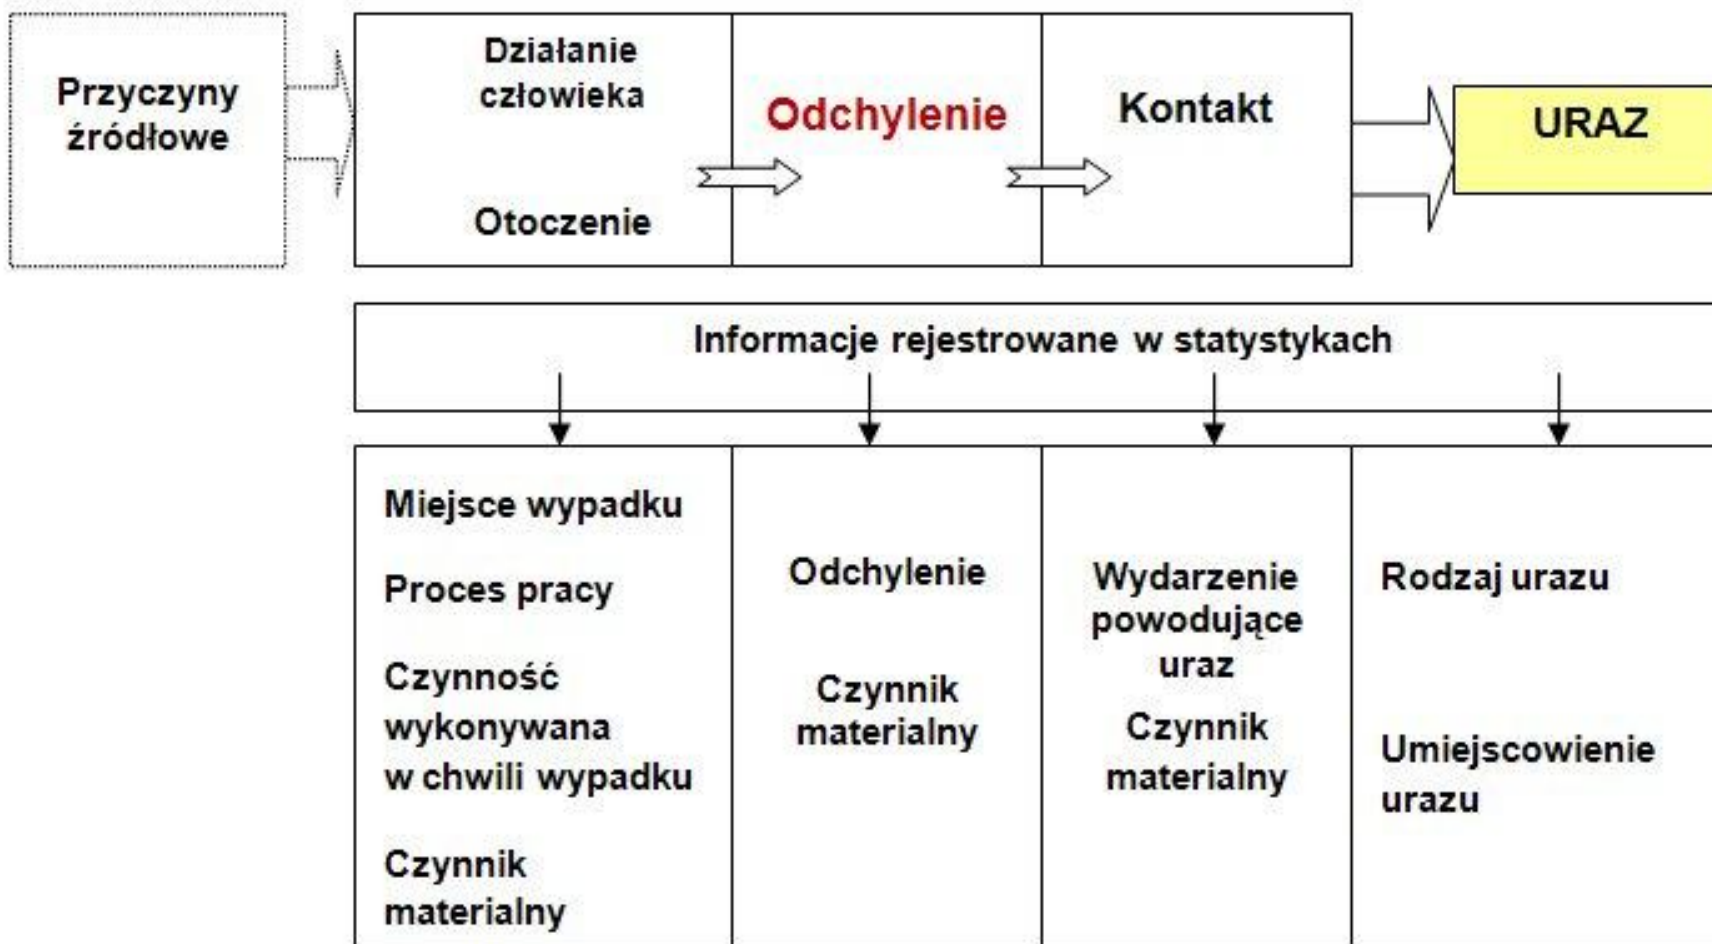 Przyczyny
źródłowe
Działanie
człowieka
Otoczenie
Odchylenie
Kontakt
URAZ
Informacje rejestrowane w statystykach
Miejsce wypadku
Proces pracy
Czynność
wykonywana
w chwili wypadku
Czynnik
materialny
Odchylenie
Czynnik
materialny
Wydarzenie
powodujące
uraz
Czynnik
materialny
Rodzaj urazu
Umiejscowienie
urazu